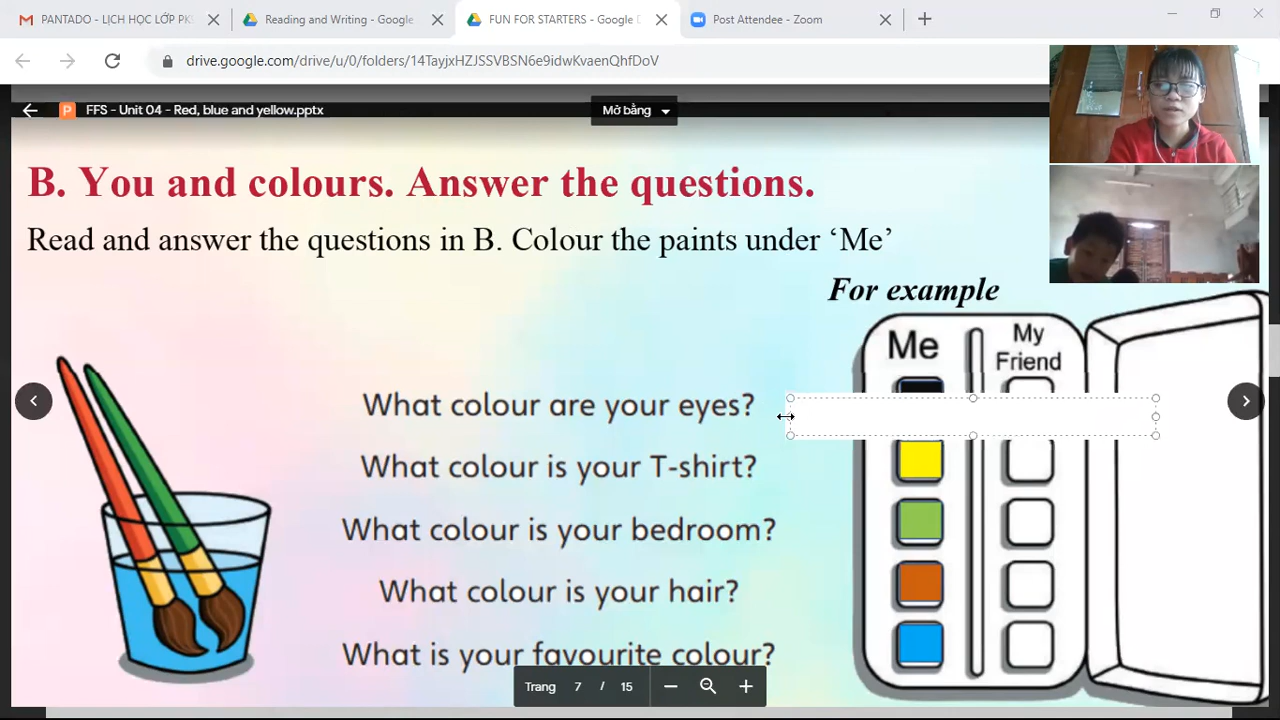 PANTADO - LỊCH HỌC LỚP PK
Reading and Writing - Google
FUN FOR STARTERS - Google D
Post Attendee - Zoom
drive.google.com/drive/u/0/folders/14TayjxHZJSSVBSN6e9idwKvaenQhfDoV
P FFS - Unit 04 - Red, blue and yellow.pptx
Mở bằng
B. You and colours. Answer the questions.
Read and answer the questions in B. Colour the paints under ‘Me’
For example
Me
My
Friend
What colour are your eyes?
What colour is your T-shirt?
What colour is your bedroom?
What colour is your hair?
What is your favourite colour?
Trang 7 / 15